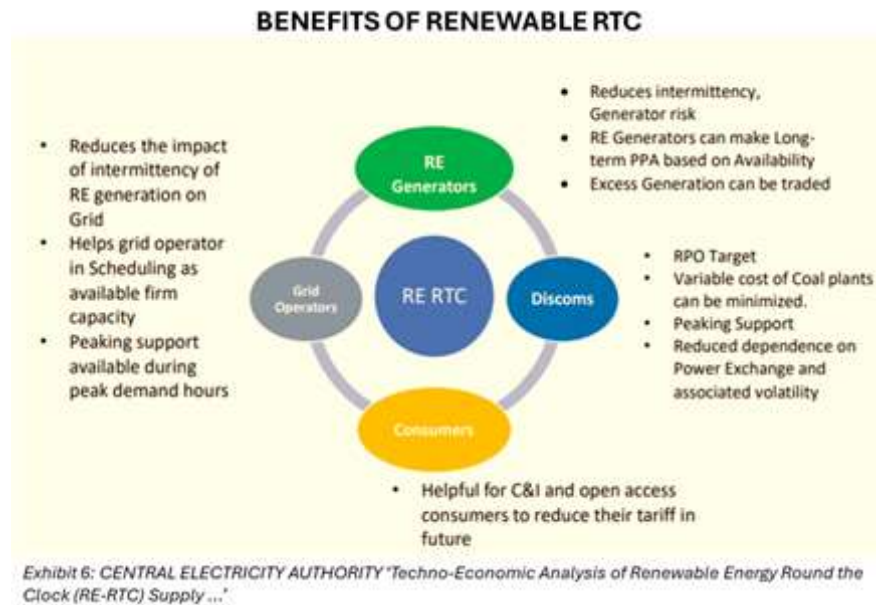 BENEFITS OF RENEWABLE RTC
• Reduces intermittency,
Generator risk
• RE Generators can make Long-
term PPA based on Availability
• Excess Generation can be traded
• Reduces the impact
of intermittency of
RE generation on
Grid
• Helps grid operator
in Scheduling as
available firm
capacity
• Peaking support
available during
peak demand hours
RE
Generators
Grid
Operators
RE RTC
Discoms
• RPO Target
• Variable cost of Coal plants
can be minimized.
• Peaking Support
• Reduced dependence on
Power Exchange and
associated volatility
Consumers
• Helpful for C&I and open access
consumers to reduce their tariff in
future
Exhibit 6: CENTRAL ELECTRICITY AUTHORITY "Techno-Economic Analysis of Renewable Energy Round the
Clock (RE-RTC) Supply ..."